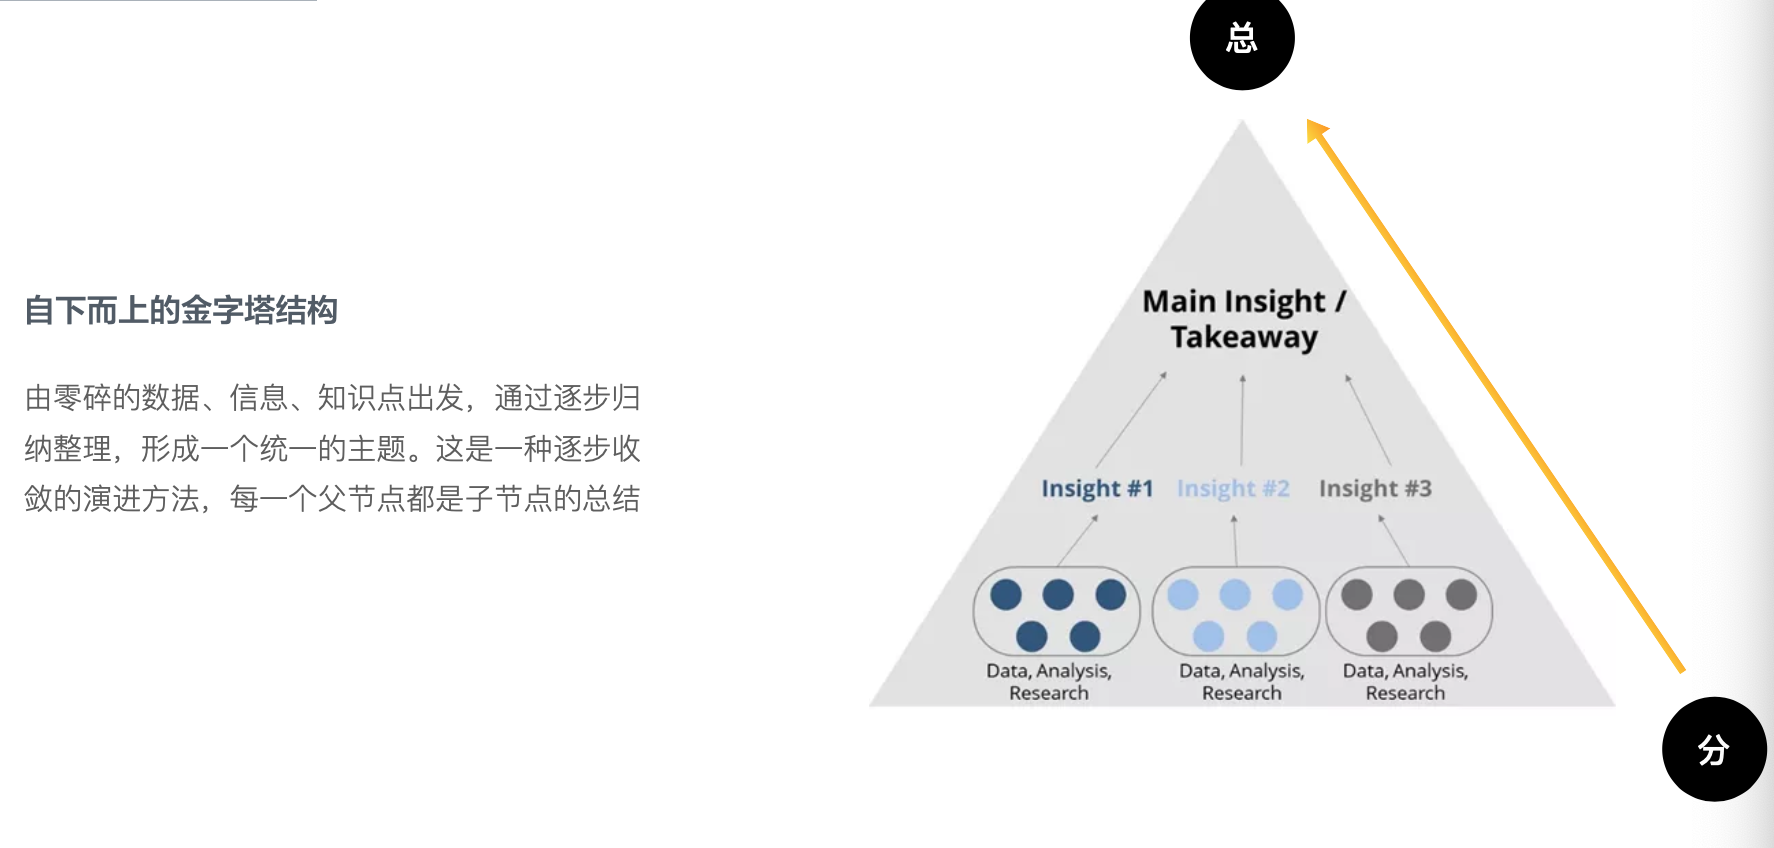 总
自下而上的金字塔结构
由零碎的数据、信息、知识点出发，通过逐步归
纳整理，形成一个统一的主题。这是一种逐步收
敛的演进方法，每一个父节点都是子节点的总结
Main Insight /
Takeaway
Insight #1
Insight #2
Insight #3
Data, Analysis,
Research
Data, Analysis,
Research
Data, Analysis,
Research
分